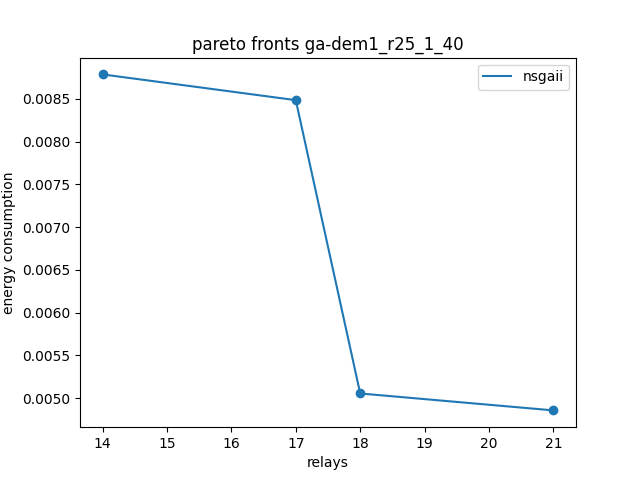 pareto fronts ga-dem1_r25_1_40
nsgaii
energy consumption
0.0085
0.0080
0.0075
0.0070
0.0065
0.0060
0.0055
0.0050
14 15 16 17 18 19 20 21
relays